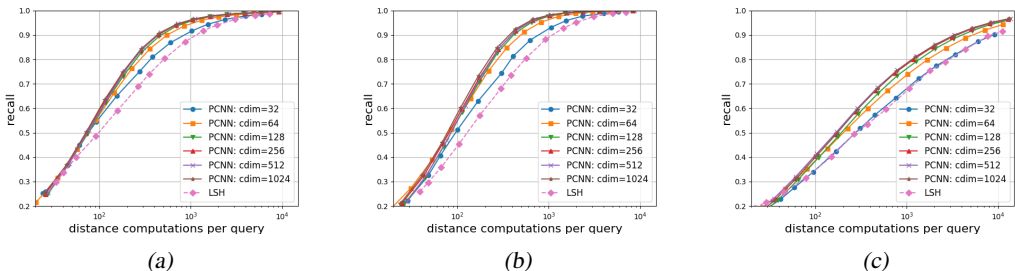 1.0
0.9
0.8
0.7
0.6
0.5
0.4
0.3
0.2
recall
PCNN: cdim=32
PCNN: cdim=64
PCNN: cdim=128
PCNN: cdim=256
PCNN: cdim=512
PCNN: cdim=1024
LSH
10²
10³
10⁴
distance computations per query
(a)
1.0
0.9
0.8
0.7
0.6
0.5
0.4
0.3
0.2
recall
PCNN: cdim=32
PCNN: cdim=64
PCNN: cdim=128
PCNN: cdim=256
PCNN: cdim=512
PCNN: cdim=1024
LSH
10²
10³
10⁴
distance computations per query
(b)
1.0
0.9
0.8
0.7
0.6
0.5
0.4
0.3
0.2
recall
PCNN: cdim=32
PCNN: cdim=64
PCNN: cdim=128
PCNN: cdim=256
PCNN: cdim=512
PCNN: cdim=1024
LSH
10²
10³
10⁴
distance computations per query
(c)